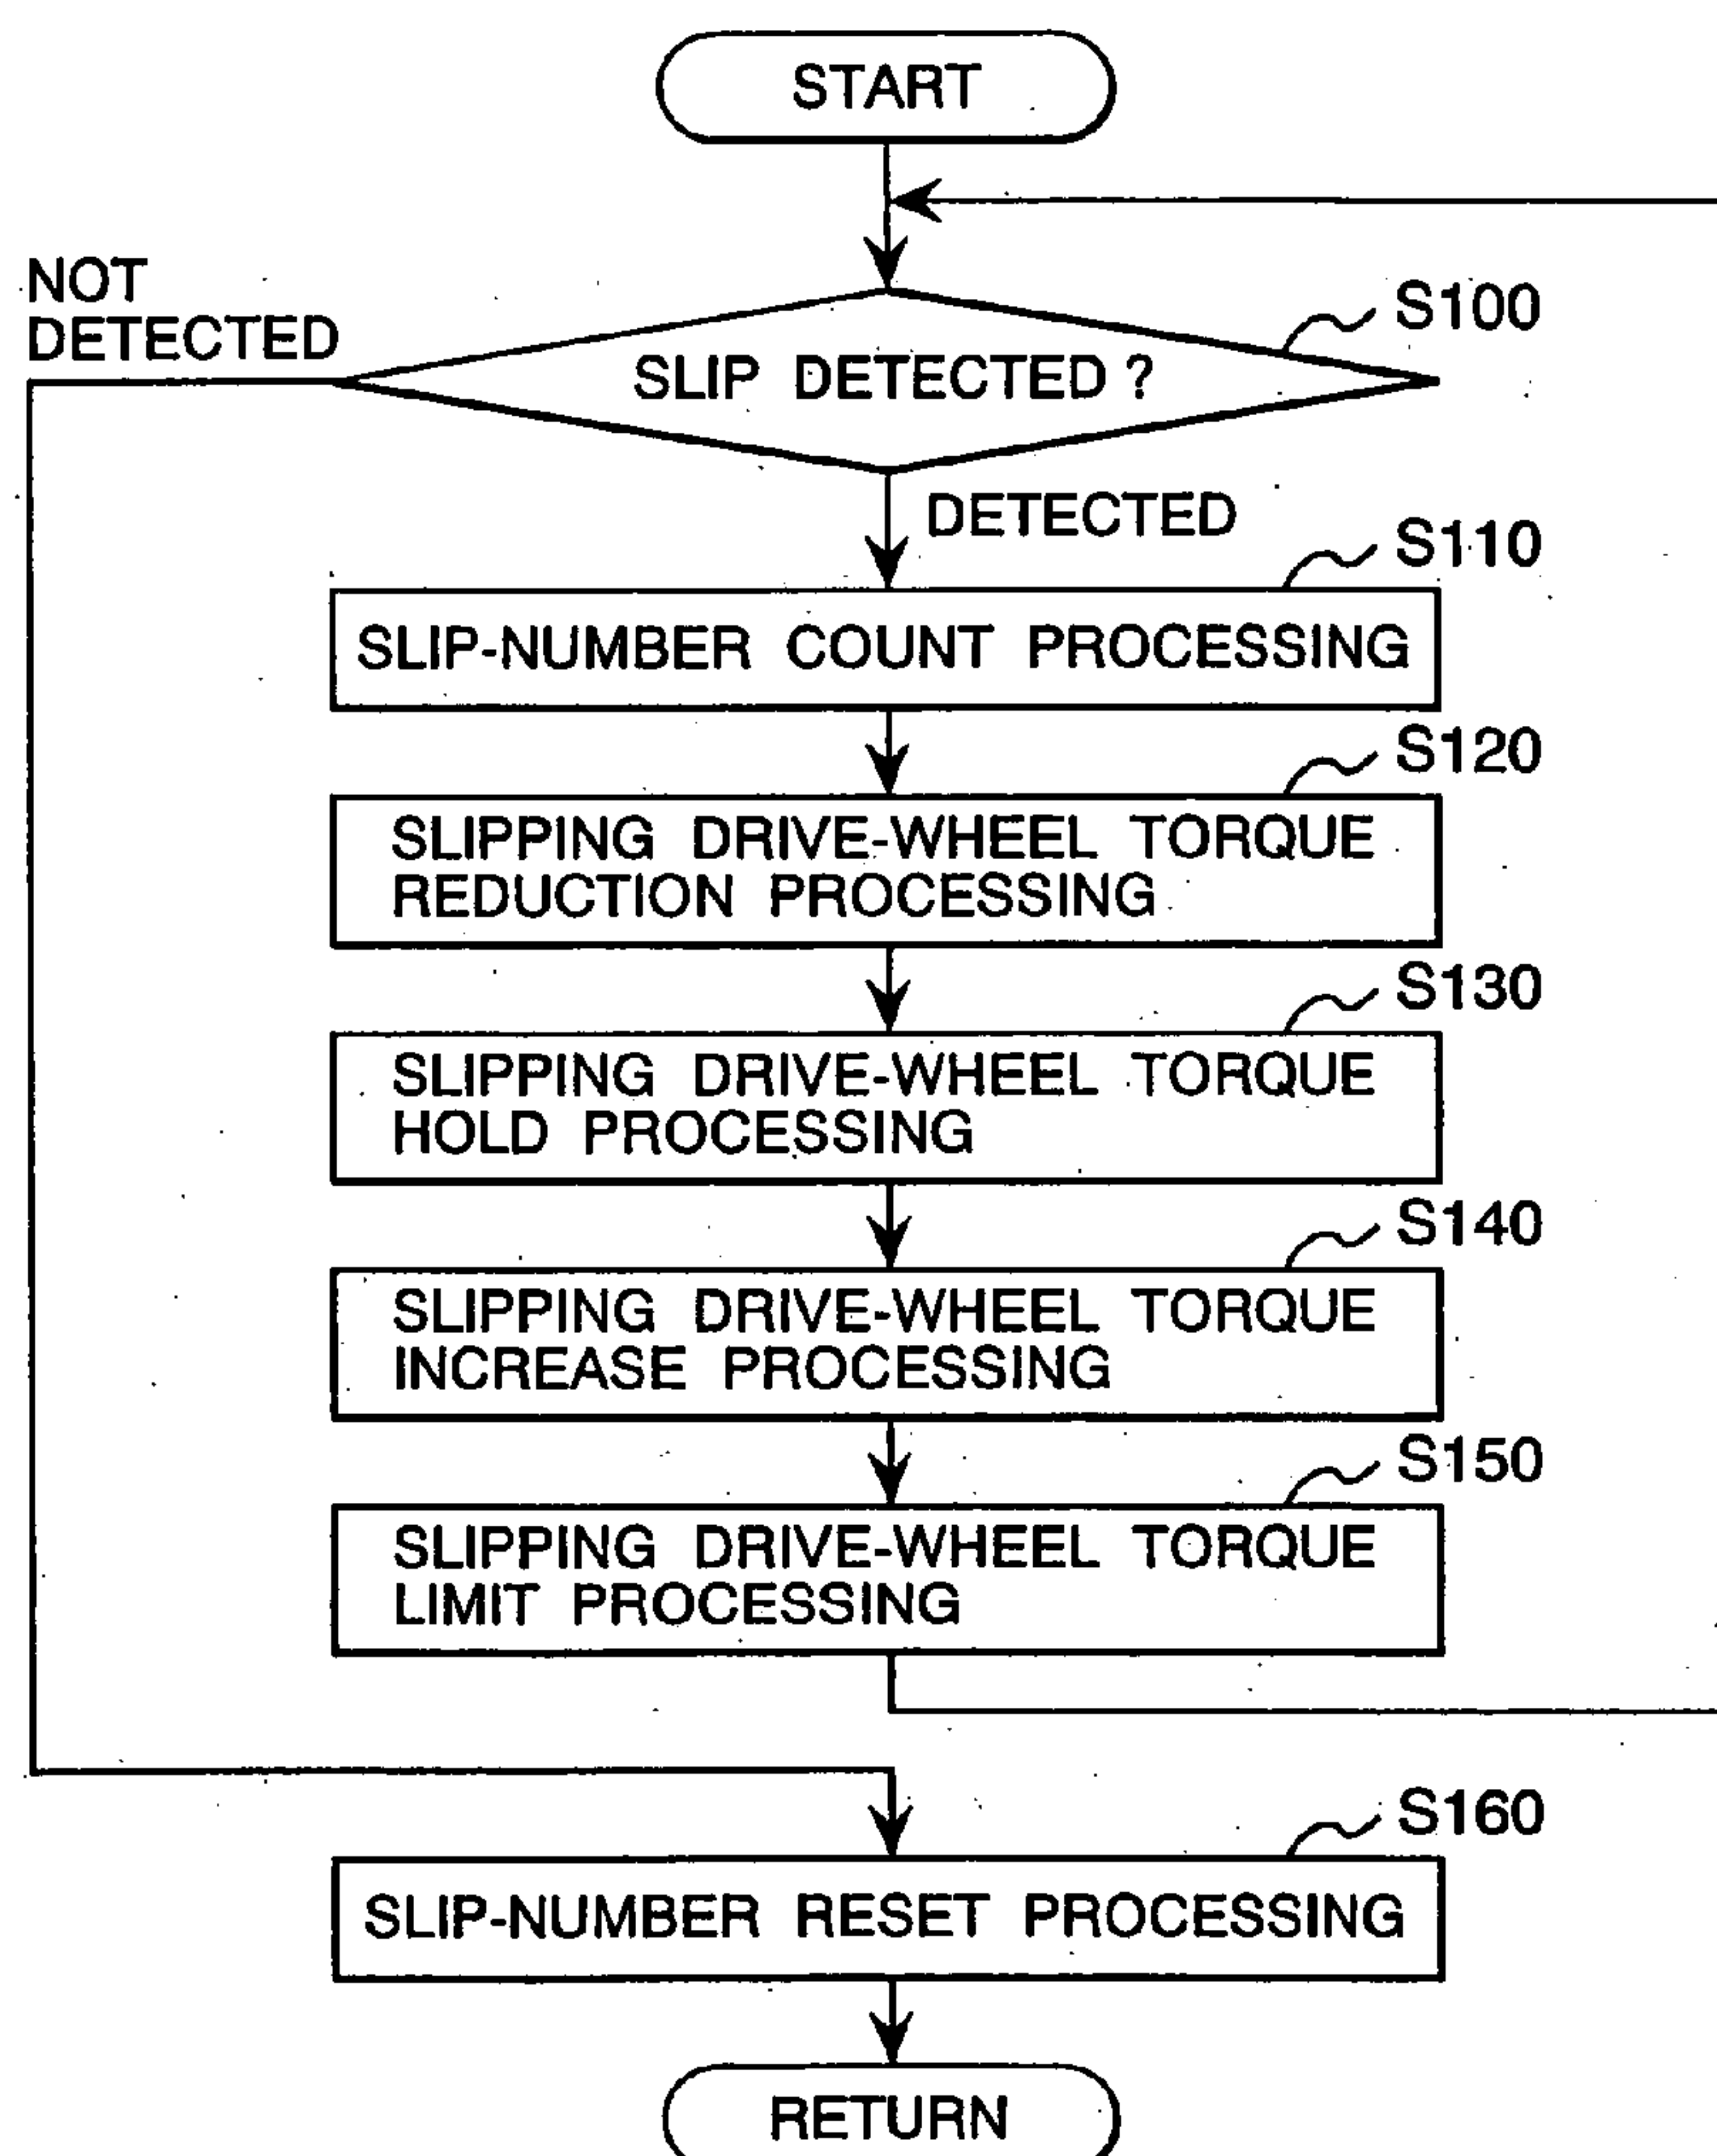 START
NOT
DETECTED
S100
SLIP DETECTED ?
DETECTED
S110
SLIP-NUMBER COUNT PROCESSING
S120
SLIPPING DRIVE-WHEEL TORQUE
REDUCTION PROCESSING
S130
SLIPPING DRIVE-WHEEL TORQUE
HOLD PROCESSING
S140
SLIPPING DRIVE-WHEEL TORQUE
INCREASE PROCESSING
S150
SLIPPING DRIVE-WHEEL TORQUE
LIMIT PROCESSING
S160
SLIP-NUMBER RESET PROCESSING
RETURN